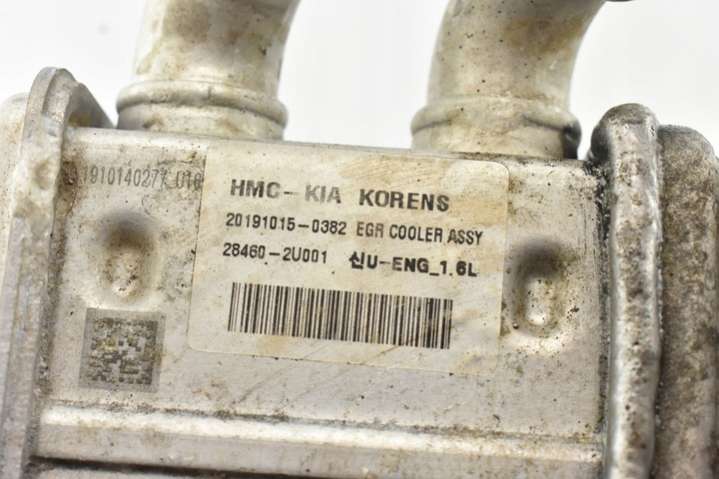 HMC-KIA KORENS
20191015-0382 EGR COOLER ASSY
28460-2U001 신U-ENG_1.6L